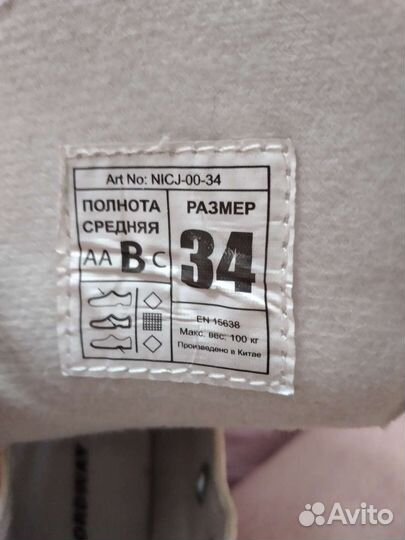 Art No: NICJ-00-34
ПОЛНОТА
СРЕДНЯЯ
AA B C
РАЗМЕР
34
EN 15638
Макс. вес: 100 кг
Произведено в Китае
Avito